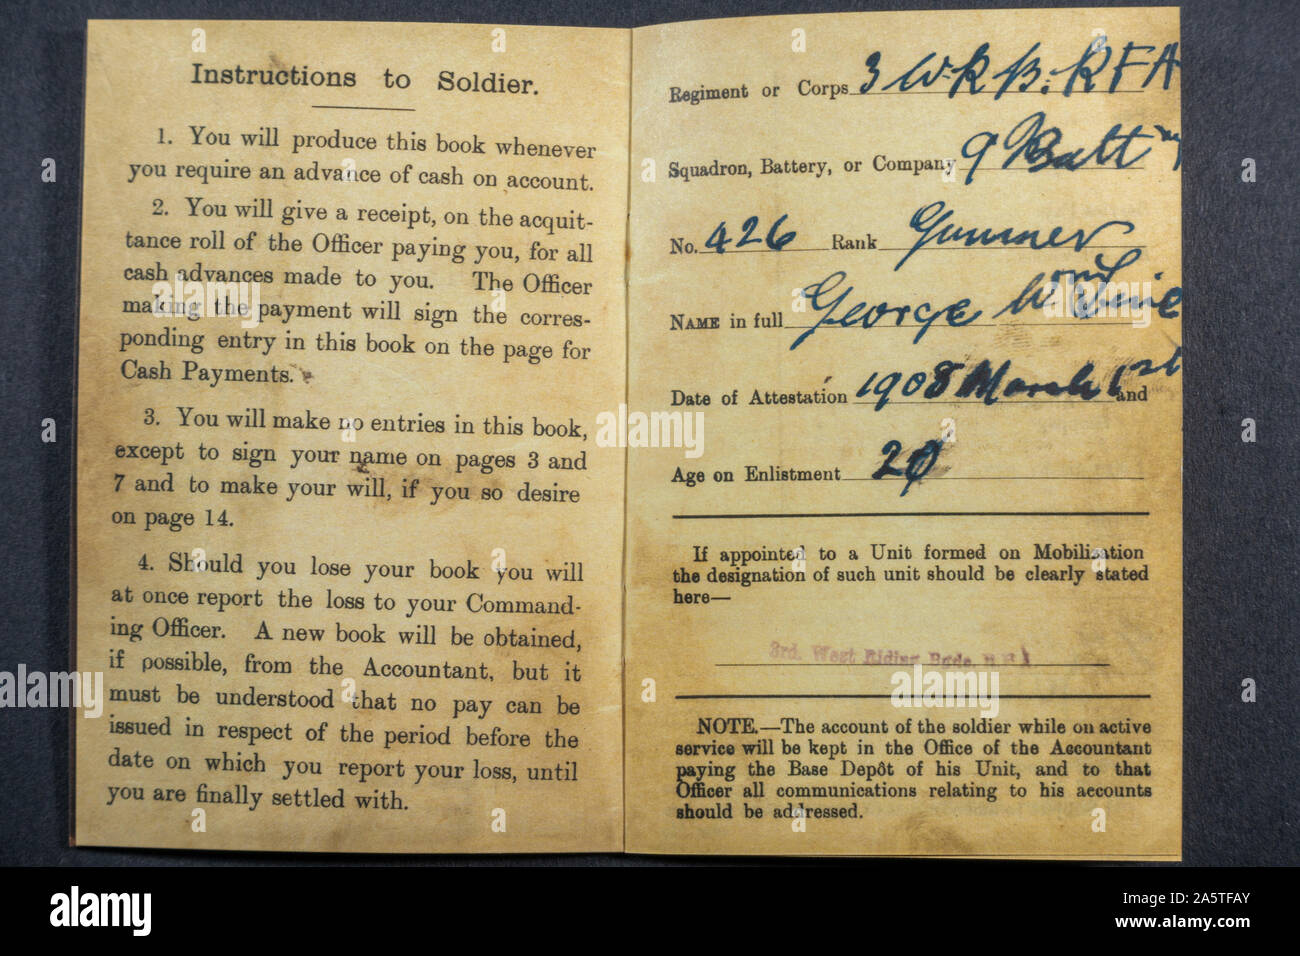 Instructions to Soldier.
1. You will produce this book whenever
you require an advance of cash on account.
2. You will give a receipt, on the acquit-
tance roll of the Officer paying you, for all
cash advances made to you. The Officer
making the payment will sign the corres-
ponding entry in this book on the page for
Cash Payments.
3. You will make no entries in this book,
except to sign your name on pages 3 and
7 and to make your will, if you so desire
on page 14.
4. Should you lose your book you will
at once report the loss to your Command-
ing Officer. A new book will be obtained,
if possible, from the Accountant, but it
must be understood that no pay can be
issued in respect of the period before the
date on which you report your loss, until
you are finally settled with.
Regiment or Corps 3 W.R B: RFA
Squadron, Battery, or Company 9 Batt
No. 426 Rank Gunner
NAME in full George Wm
Date of Attestation 1908 March 1st and
Age on Enlistment
If appointed to a Unit formed on Mobilization
the designation of such unit should be clearly stated
here—
3rd. West Riding Bgde, R.F.A
NOTE.—The account of the soldier while on active
service will be kept in the Office of the Accountant
paying the Base Depôt of his Unit, and to that
Officer all communications relating to his accounts
should be addressed.
alamy
Image ID: 2A5TFAY
www.alamy.com